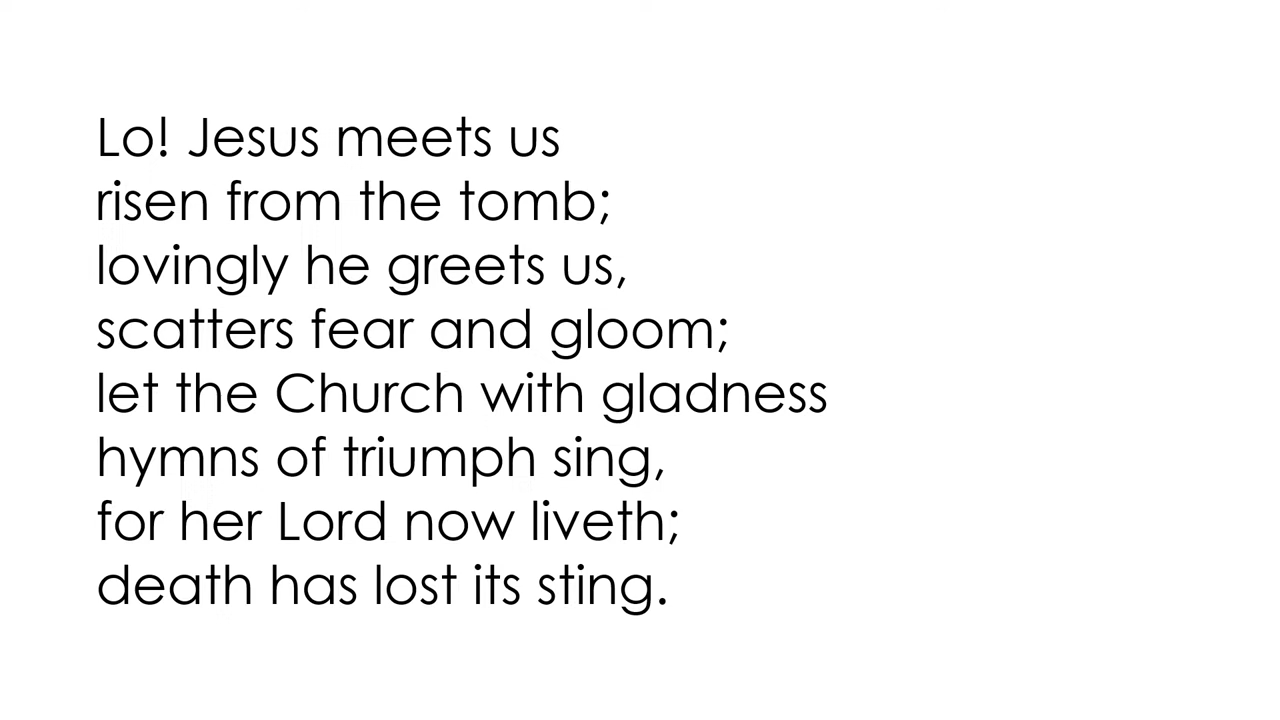 Lo! Jesus meets us
risen from the tomb;
lovingly he greets us,
scatters fear and gloom;
let the Church with gladness
hymns of triumph sing,
for her Lord now liveth;
death has lost its sting.